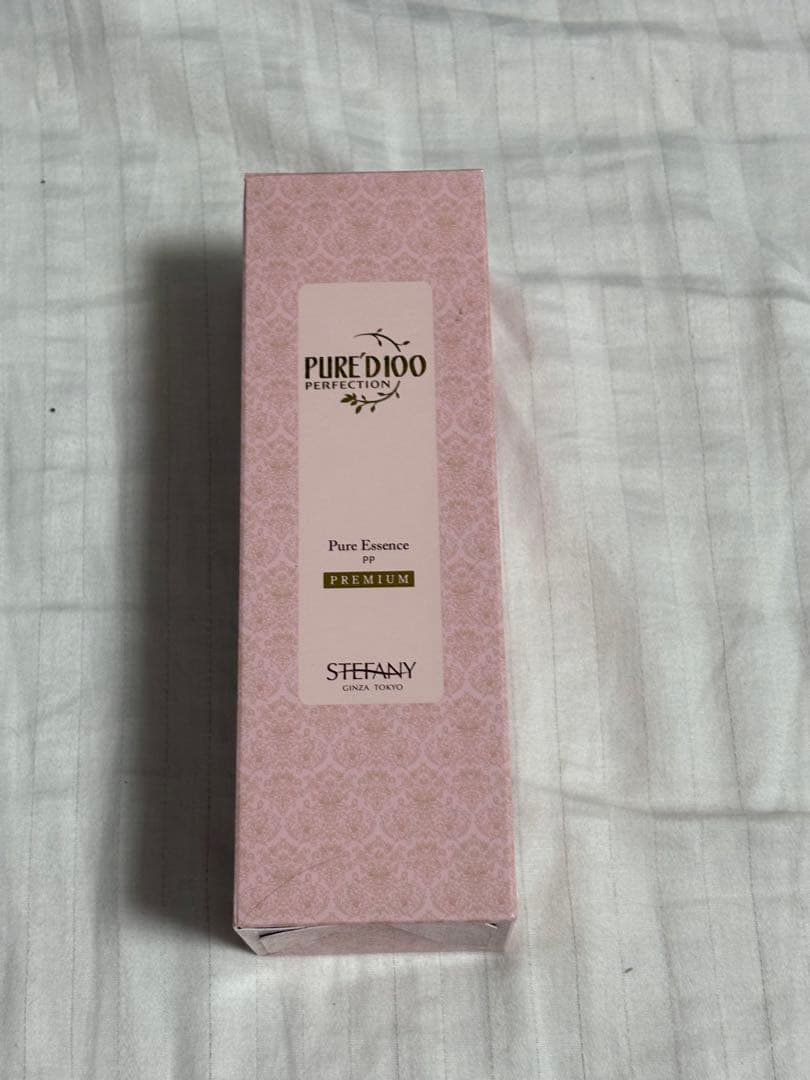 PURE'D100
PERFECTION
Pure Essence
PP
PREMIUM
STEFANY
GINZA TOKYO